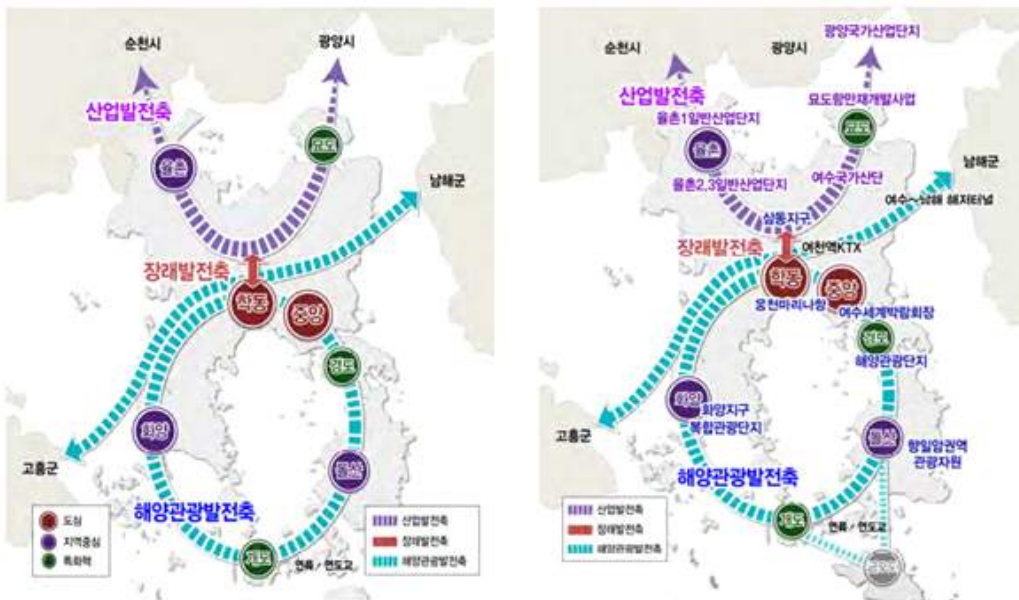 순천시
광양시
산업발전축
율촌
묘도
남해군
장래발전축
학동
중앙
경도
화양
돌산
고흥군
해양관광발전축
개도
연륙/연도교
도심
지역중심
특화핵
산업발전축
장래발전축
해양관광발전축
순천시
광양시
광양국가산업단지
산업발전축
율촌1일반산업단지
묘도항만재개발사업
율촌
묘도
남해군
율촌2,3일반산업단지
여수국가산단
여수~남해 해저터널
삼동지구
장래발전축
여천역KTX
학동
중앙
웅천마리나항
여수세계박람회장
경도
해양관광단지
화양
화양지구
복합관광단지
고흥군
돌산
향일암권역
관광자원
해양관광발전축
개도
연륙/연도교
금오도
산업발전축
장래발전축
해양관광발전축